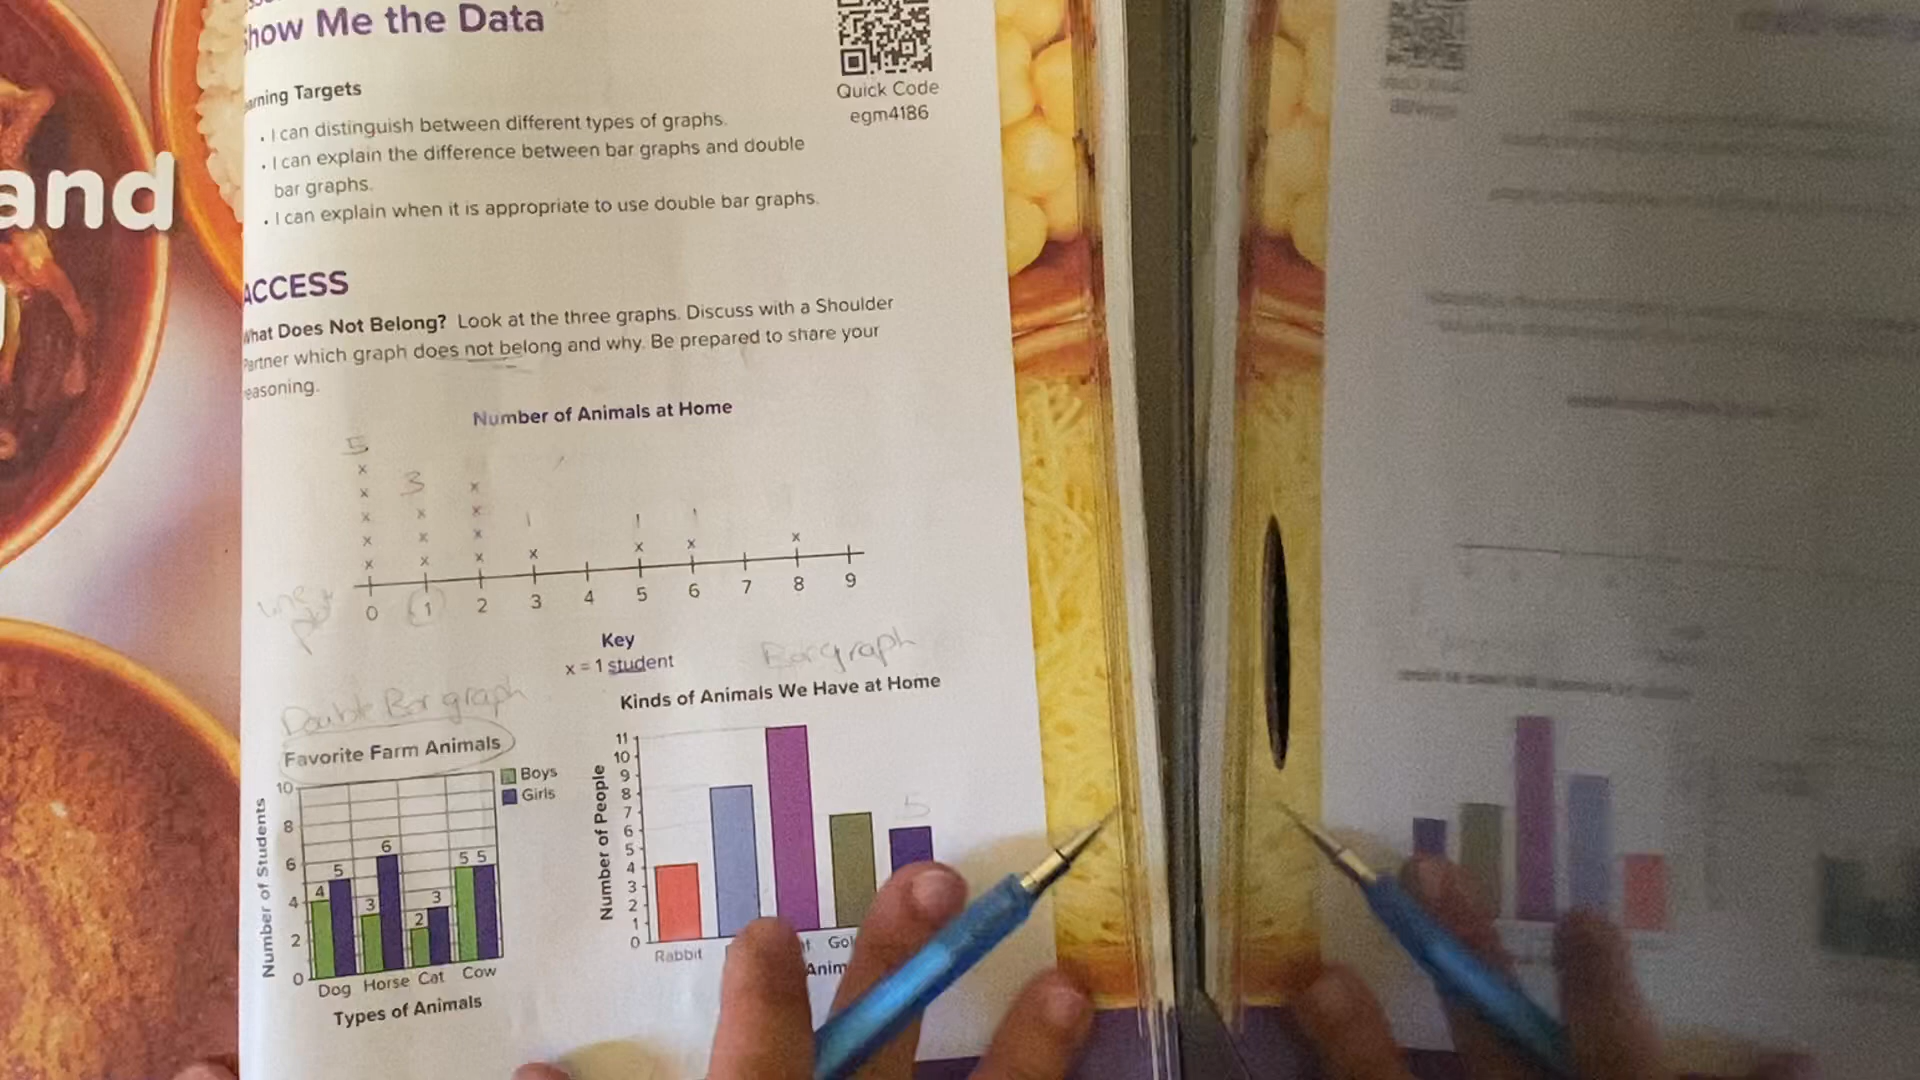 and
Show Me the Data
Quick Code
egm4186
arning Targets
• I can distinguish between different types of graphs.
• I can explain the difference between bar graphs and double
bar graphs.
• I can explain when it is appropriate to use double bar graphs.
ACCESS
What Does Not Belong? Look at the three graphs. Discuss with a Shoulder
Partner which graph does not belong and why. Be prepared to share your
reasoning.
Number of Animals at Home
5
3
x x x x x
x x x
x x x x
x
x
x
x
0 1 2 3 4 5 6 7 8 9
Line plot
Key
x = 1 student
Double Bar graph
Favorite Farm Animals
Boys
Girls
Number of Students
10
8
6
4
2
0
4 5 3 6 2 3 5 5
Dog Horse Cat Cow
Types of Animals
Bar graph
Kinds of Animals We Have at Home
Number of People
11
10
9
8
7
6
5
4
3
2
1
0
5
Rabbit
Gol
Anim